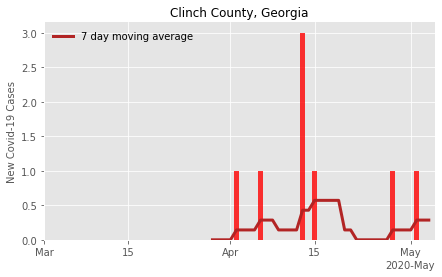 Clinch County, Georgia
7 day moving average
New Covid-19 Cases
3.0
2.5
2.0
1.5
1.0
0.5
0.0
Mar 15 Apr 15 May
2020-May